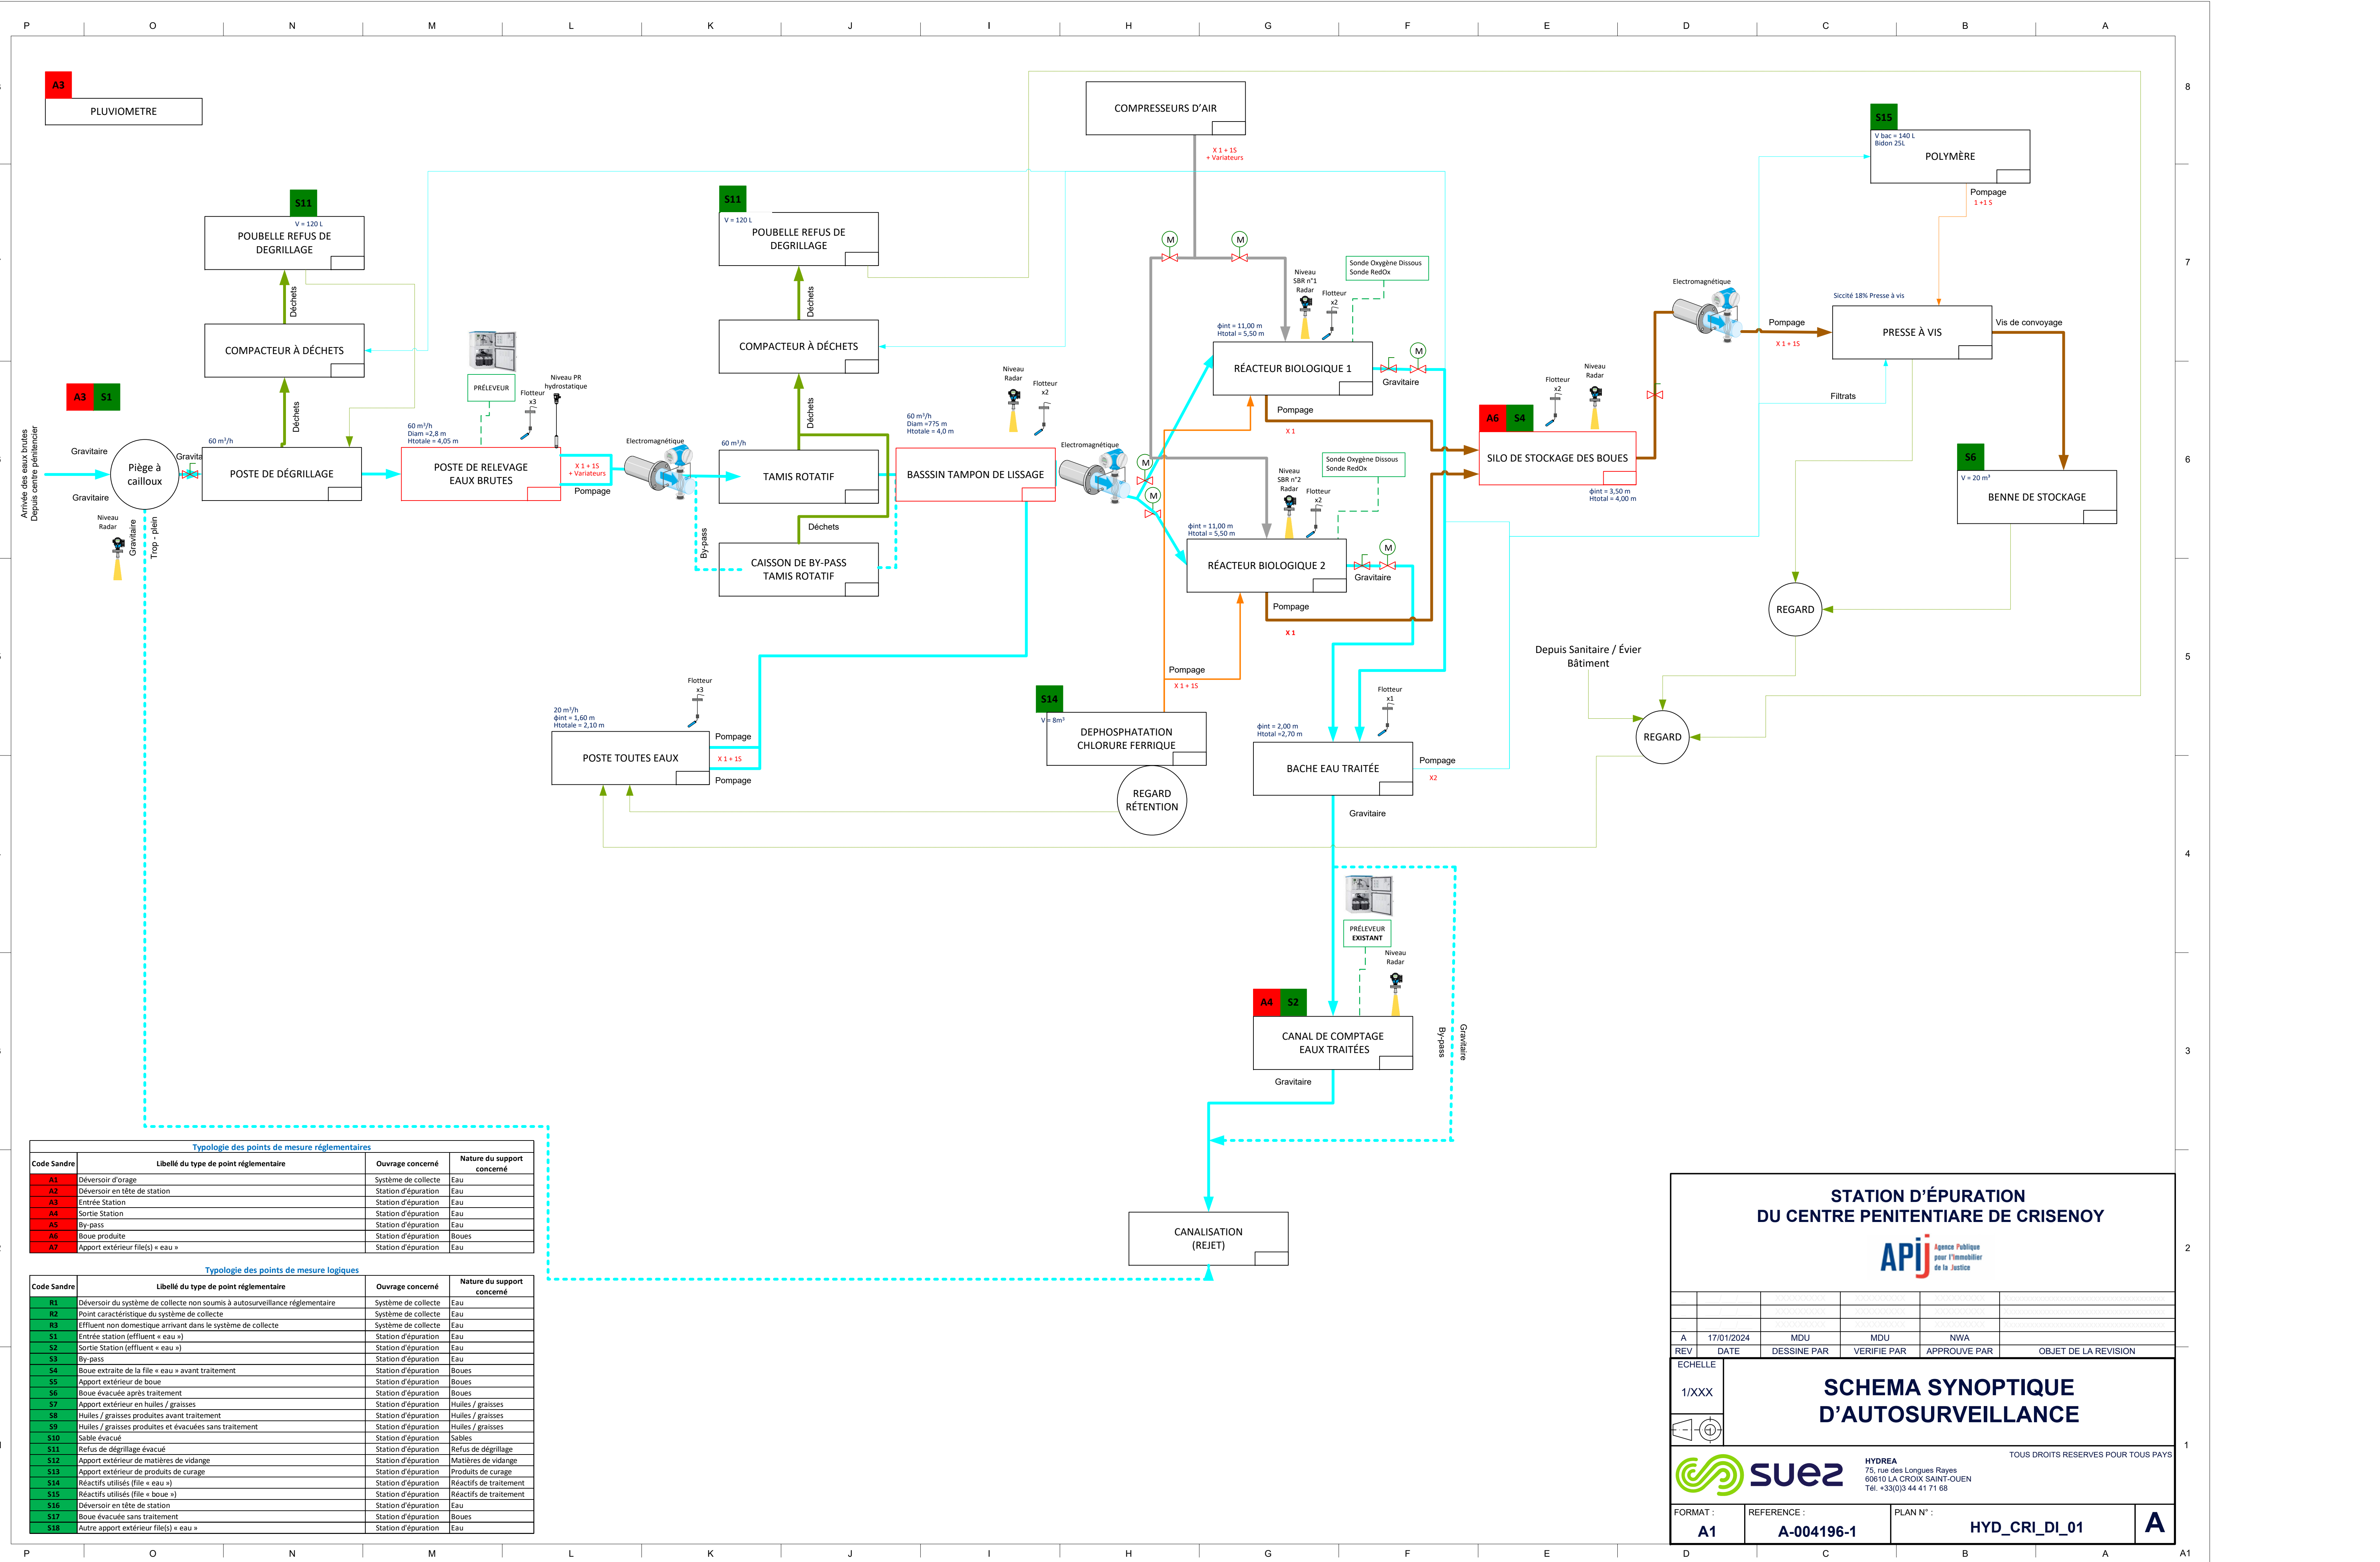 P O N M L K J I H G F E D C B A
8
A3
PLUVIOMETRE
COMPRESSEURS D'AIR
X 1 + 1S
+ Variateurs
S15
V bac = 140 L
Bidon 25L
POLYMÈRE
Pompage
1 +1 S
S11
V = 120 L
POUBELLE REFUS DE
DEGRILLAGE
S11
V = 120 L
POUBELLE REFUS DE
DEGRILLAGE
M
M
7
Niveau
SBR n°1
Radar
Flotteur
x2
Sonde Oxygène Dissous
Sonde RedOx
Electromagnétique
Siccité 18% Presse à vis
Déchets
Déchets
COMPACTEUR À DÉCHETS
COMPACTEUR À DÉCHETS
ϕint = 11,00 m
Htotal = 5,50 m
RÉACTEUR BIOLOGIQUE 1
M
Gravitaire
Pompage
X 1 + 1S
PRESSE À VIS
Vis de convoyage
Filtrats
PRÉLEVEUR
Niveau PR
hydrostatique
Flotteur
x3
Niveau
Radar
Flotteur
x2
Flotteur
x2
Niveau
Radar
A3 S1
Arrivée des eaux brutes
Depuis centre pénitencier
Gravitaire
Gravitaire
Piège à
cailloux
Gravita
60 m³/h
POSTE DE DÉGRILLAGE
Déchets
60 m³/h
Diam =2,8 m
Htotale = 4,05 m
POSTE DE RELEVAGE
EAUX BRUTES
X 1 + 1S
+ Variateurs
Pompage
Electromagnétique
60 m³/h
TAMIS ROTATIF
Déchets
60 m³/h
Diam =775 m
Htotale = 4,0 m
BASSSIN TAMPON DE LISSAGE
Electromagnétique
M
M
Pompage
X 1
A6 S4
SILO DE STOCKAGE DES BOUES
ϕint = 3,50 m
Htotal = 4,00 m
S6
V = 20 m³
BENNE DE STOCKAGE
6
Niveau
Radar
Gravitaire
Trop - plein
By-pass
Déchets
CAISSON DE BY-PASS
TAMIS ROTATIF
Niveau
SBR n°2
Radar
Flotteur
x2
Sonde Oxygène Dissous
Sonde RedOx
ϕint = 11,00 m
Htotal = 5,50 m
RÉACTEUR BIOLOGIQUE 2
M
Gravitaire
Pompage
X 1
REGARD
Depuis Sanitaire / Évier
Bâtiment
5
REGARD
20 m³/h
ϕint = 1,60 m
Htotale = 2,10 m
POSTE TOUTES EAUX
Flotteur
x3
Pompage
X 1 + 1S
Pompage
S14
V = 8m³
DEPHOSPHATATION
CHLORURE FERRIQUE
Pompage
X 1 + 1S
REGARD
RÉTENTION
Flotteur
x1
ϕint = 2,00 m
Htotal =2,70 m
BACHE EAU TRAITÉE
Pompage
X2
Gravitaire
4
PRÉLEVEUR
EXISTANT
Niveau
Radar
A4 S2
CANAL DE COMPTAGE
EAUX TRAITÉES
Gravitaire
By-pass
Gravitaire
3
CANALISATION
(REJET)
2
Typologie des points de mesure réglementaires
Code Sandre Libellé du type de point réglementaire Ouvrage concerné Nature du support concerné
A1 Déversoir d'orage Système de collecte Eau
A2 Déversoir en tête de station Station d'épuration Eau
A3 Entrée Station Station d'épuration Eau
A4 Sortie Station Station d'épuration Eau
A5 By-pass Station d'épuration Eau
A6 Boue produite Station d'épuration Boues
A7 Apport extérieur file(s) « eau » Station d'épuration Eau
Typologie des points de mesure logiques
Code Sandre Libellé du type de point réglementaire Ouvrage concerné Nature du support concerné
R1 Déversoir du système de collecte non soumis à autosurveillance réglementaire Système de collecte Eau
R2 Point caractéristique du système de collecte Système de collecte Eau
R3 Effluent non domestique arrivant dans le système de collecte Système de collecte Eau
S1 Entrée station (effluent « eau ») Station d'épuration Eau
S2 Sortie Station (effluent « eau ») Station d'épuration Eau
S3 By-pass Station d'épuration Eau
S4 Boue extraite de la file « eau » avant traitement Station d'épuration Boues
S5 Apport extérieur de boue Station d'épuration Boues
S6 Boue évacuée après traitement Station d'épuration Boues
S7 Apport extérieur en huiles / graisses Station d'épuration Huiles / graisses
S8 Huiles / graisses produites avant traitement Station d'épuration Huiles / graisses
S9 Huiles / graisses produites et évacuées sans traitement Station d'épuration Huiles / graisses
S10 Sable évacué Station d'épuration Sables
S11 Refus de dégrillage évacué Station d'épuration Refus de dégrillage
S12 Apport extérieur de matières de vidange Station d'épuration Matières de vidange
S13 Apport extérieur de produits de curage Station d'épuration Produits de curage
S14 Réactifs utilisés (file « eau ») Station d'épuration Réactifs de traitement
S15 Réactifs utilisés (file « boue ») Station d'épuration Réactifs de traitement
S16 Déversoir en tête de station Station d'épuration Eau
S17 Boue évacuée sans traitement Station d'épuration Boues
S18 Autre apport extérieur file(s) « eau » Station d'épuration Eau
STATION D'ÉPURATION
DU CENTRE PENITENTIARE DE CRISENOY
APIj Agence Publique
pour l'Immobilier
de la Justice
A 17/01/2024 MDU MDU NWA
REV DATE DESSINE PAR VERIFIE PAR APPROUVE PAR OBJET DE LA REVISION
ECHELLE
1/XXX
SCHEMA SYNOPTIQUE
D'AUTOSURVEILLANCE
1
TOUS DROITS RESERVES POUR TOUS PAYS
suez
HYDREA
75, rue des Longues Rayes
60610 LA CROIX SAINT-OUEN
Tél. +33(0)3 44 41 71 68
FORMAT : A1
REFERENCE : A-004196-1
PLAN N° : HYD_CRI_DI_01
A
P O N M L K J I H G F E D C B A A1